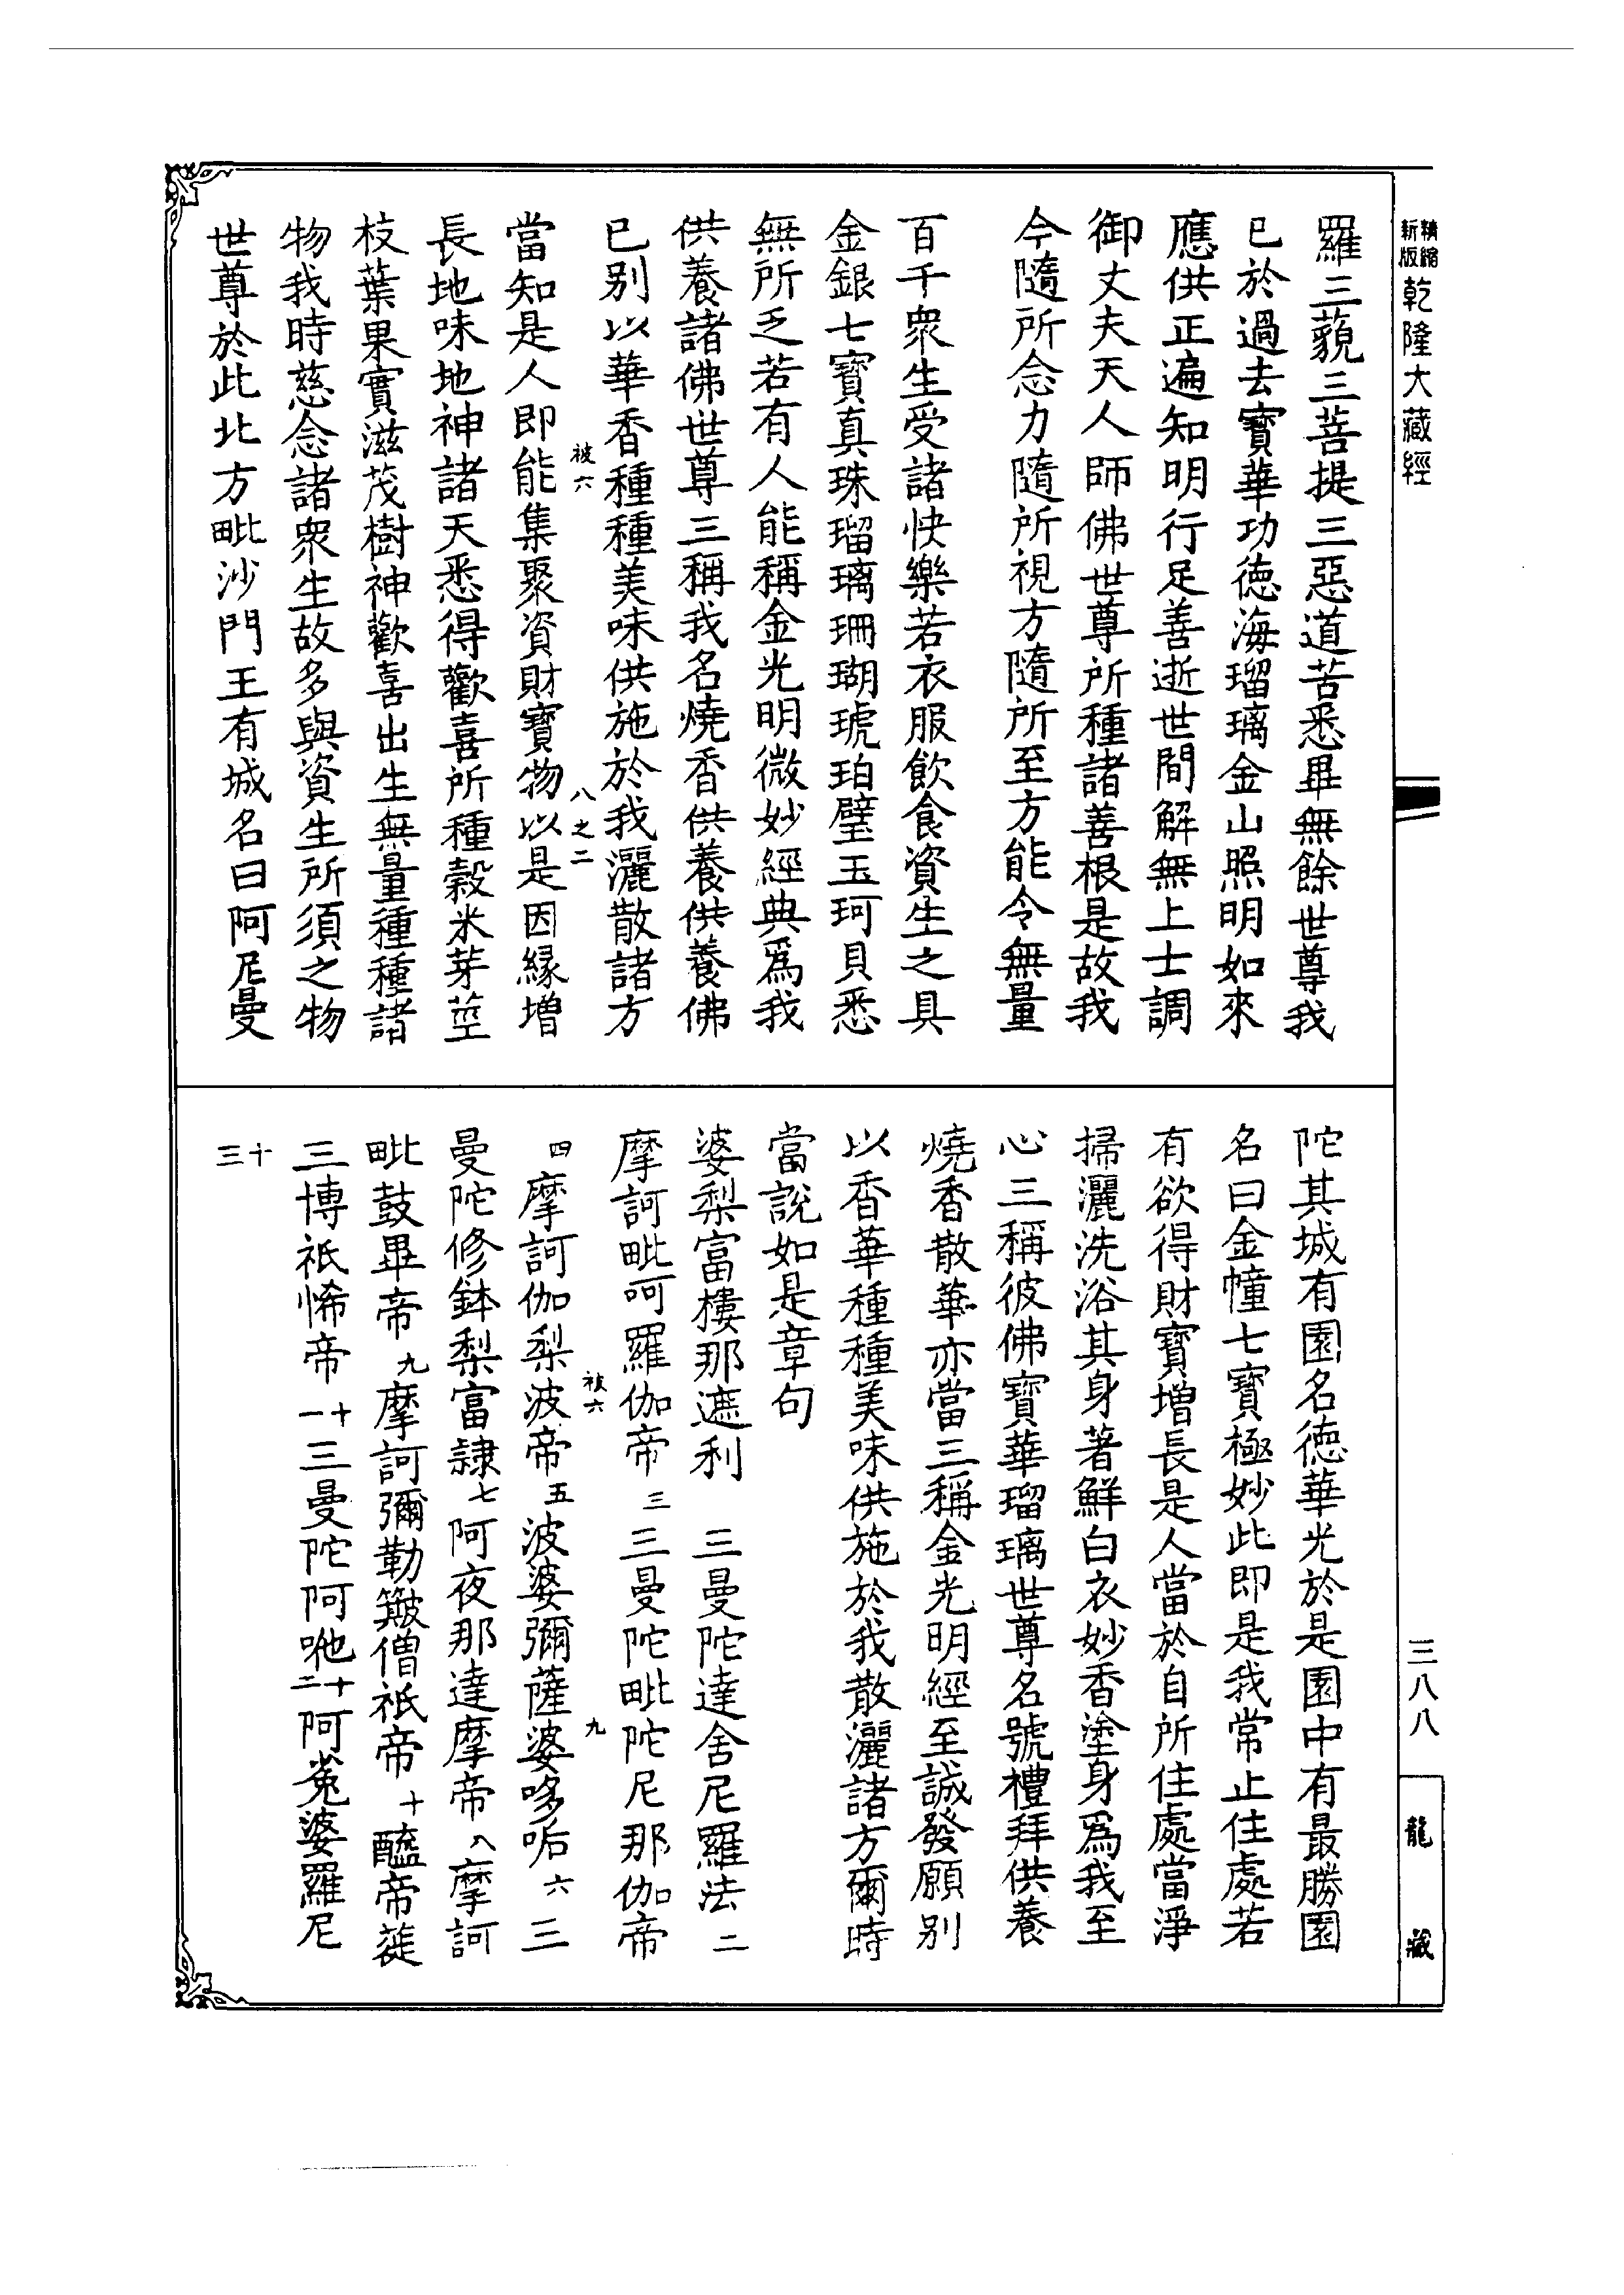 精縮新版乾隆大藏經
羅三藐三菩提三惡道苦悉畢無餘世尊我
已於過去寶華功德海瑠璃金山照明如來
應供正遍知明行足善逝世間解無上士調
御丈夫天人師佛世尊所種諸善根是故我
今隨所念力隨所視方隨所至方能令無量
百千衆生受諸快樂若衣服飲食資生之具
金銀七寶真珠瑠璃珊瑚琥珀璧玉珂貝悉
無所乏若有人能稱金光明微妙經典爲我
供養諸佛世尊三稱我名燒香供養供養佛
已別以華香種種美味供施於我灑散諸方
被六 八之二
當知是人即能集聚資財寶物以是因緣增
長地味地神諸天悉得歡喜所種穀米芽莖
枝葉果實滋茂樹神歡喜出生無量種種諸
物我時慈念諸衆生故多與資生所須之物
世尊於此北方毗沙門王有城名曰阿尼曼
陀其城有園名德華光於是園中有最勝園
名曰金幢七寶極妙此即是我常止住處若
有欲得財寶增長是人當於自所住處當淨
掃灑洗浴其身著鮮白衣妙香塗身爲我至
心三稱彼佛寶華瑠璃世尊名號禮拜供養
燒香散華亦當三稱金光明經至誠發願別
以香華種種美味供施於我散灑諸方爾時
當說如是章句
婆梨富樓那遮利 三曼陀達舍尼羅法二
摩訶毗呵羅伽帝三三曼陀毗陀尼那伽帝
被六 九
四摩訶伽梨波帝五波婆彌薩婆哆㖃六三
曼陀修鉢梨富隷七阿夜那達摩帝八摩訶
毗鼓畢帝九摩訶彌勒簸僧祇帝十醯帝簁
三博祇悕帝十一三曼陀阿咃十二阿㝹婆羅尼
十三
三八八
龍藏